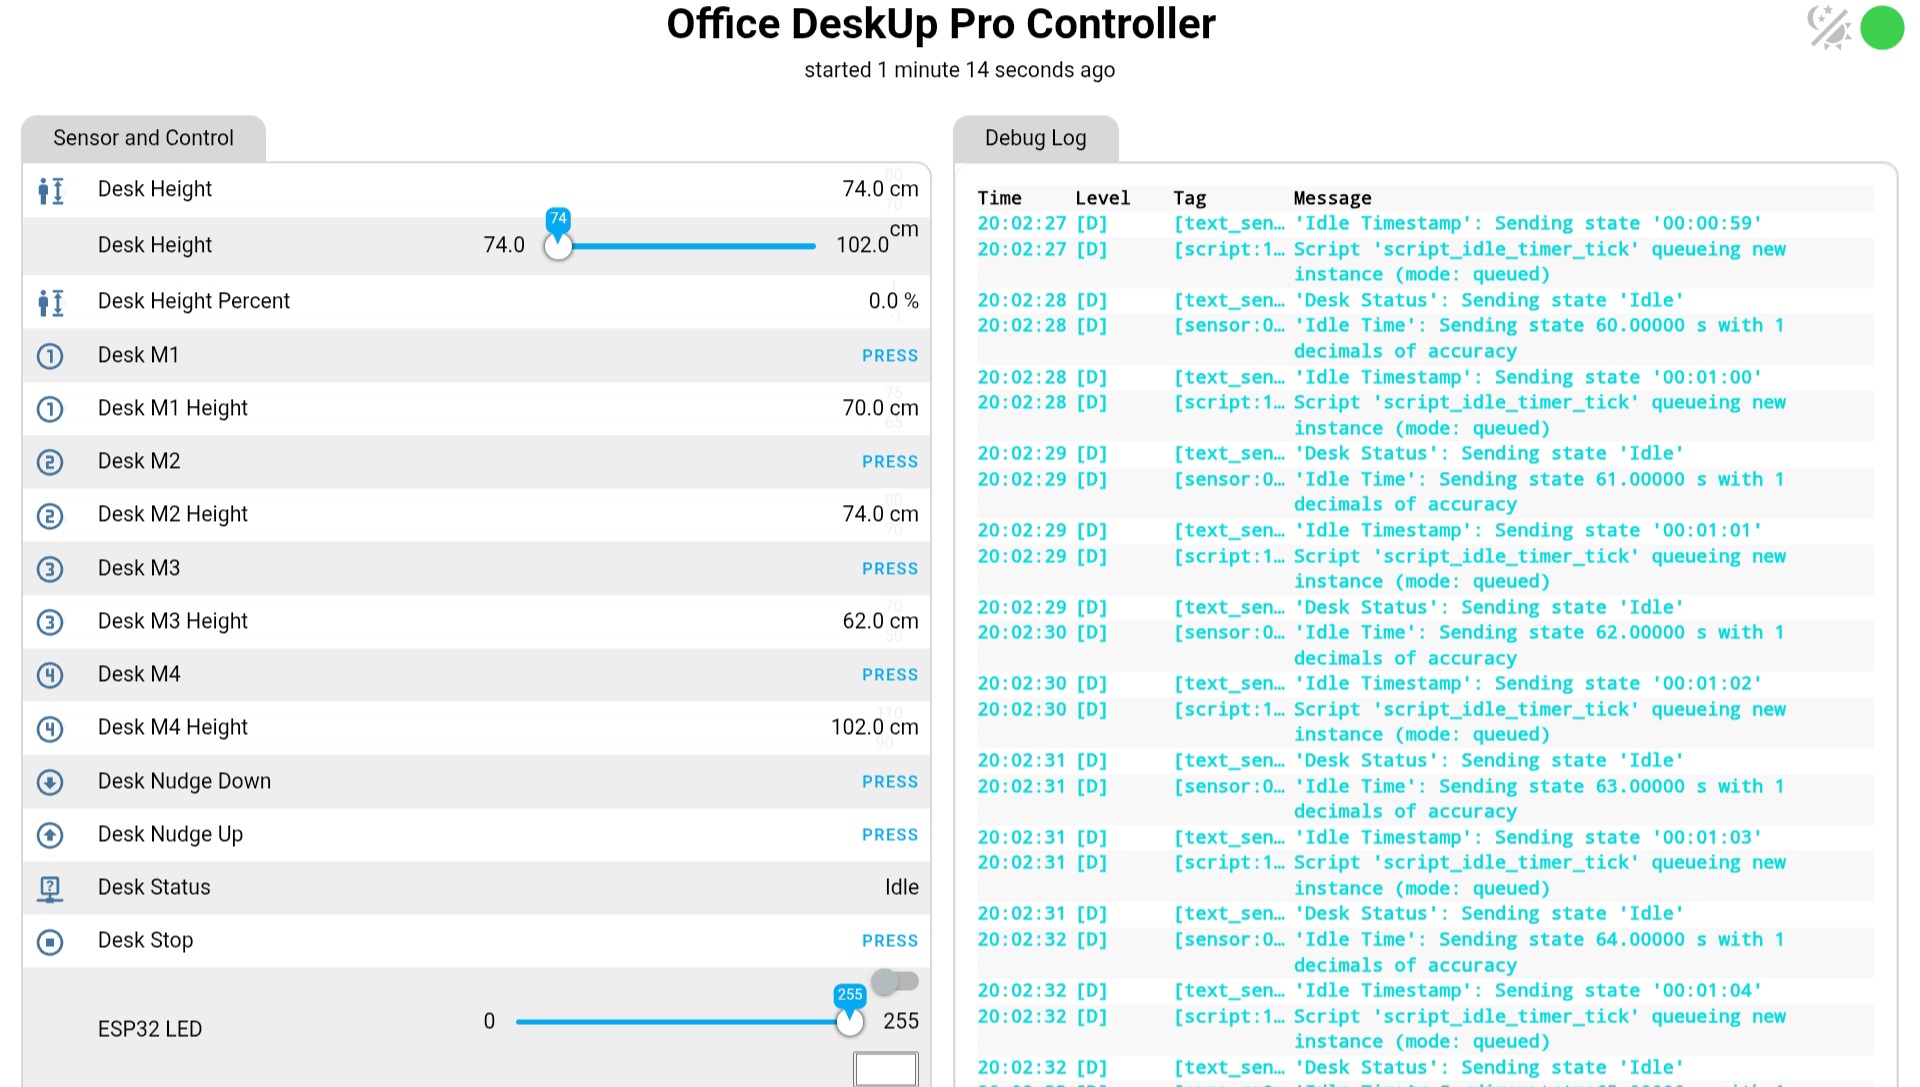 Office DeskUp Pro Controller
started 1 minute 14 seconds ago
Sensor and Control
Desk Height 74.0 cm
Desk Height 74.0 74 102.0 cm
Desk Height Percent 0.0 %
1 Desk M1 PRESS
1 Desk M1 Height 70.0 cm
2 Desk M2 PRESS
2 Desk M2 Height 74.0 cm
3 Desk M3 PRESS
3 Desk M3 Height 62.0 cm
4 Desk M4 PRESS
4 Desk M4 Height 102.0 cm
Desk Nudge Down PRESS
Desk Nudge Up PRESS
? Desk Status Idle
Desk Stop PRESS
ESP32 LED 0 255 255
Debug Log
Time Level Tag Message
20:02:27 [D] [text_sen… 'Idle Timestamp': Sending state '00:00:59'
20:02:27 [D] [script:1… Script 'script_idle_timer_tick' queueing new
instance (mode: queued)
20:02:28 [D] [text_sen… 'Desk Status': Sending state 'Idle'
20:02:28 [D] [sensor:0… 'Idle Time': Sending state 60.00000 s with 1
decimals of accuracy
20:02:28 [D] [text_sen… 'Idle Timestamp': Sending state '00:01:00'
20:02:28 [D] [script:1… Script 'script_idle_timer_tick' queueing new
instance (mode: queued)
20:02:29 [D] [text_sen… 'Desk Status': Sending state 'Idle'
20:02:29 [D] [sensor:0… 'Idle Time': Sending state 61.00000 s with 1
decimals of accuracy
20:02:29 [D] [text_sen… 'Idle Timestamp': Sending state '00:01:01'
20:02:29 [D] [script:1… Script 'script_idle_timer_tick' queueing new
instance (mode: queued)
20:02:29 [D] [text_sen… 'Desk Status': Sending state 'Idle'
20:02:30 [D] [sensor:0… 'Idle Time': Sending state 62.00000 s with 1
decimals of accuracy
20:02:30 [D] [text_sen… 'Idle Timestamp': Sending state '00:01:02'
20:02:30 [D] [script:1… Script 'script_idle_timer_tick' queueing new
instance (mode: queued)
20:02:31 [D] [text_sen… 'Desk Status': Sending state 'Idle'
20:02:31 [D] [sensor:0… 'Idle Time': Sending state 63.00000 s with 1
decimals of accuracy
20:02:31 [D] [text_sen… 'Idle Timestamp': Sending state '00:01:03'
20:02:31 [D] [script:1… Script 'script_idle_timer_tick' queueing new
instance (mode: queued)
20:02:31 [D] [text_sen… 'Desk Status': Sending state 'Idle'
20:02:32 [D] [sensor:0… 'Idle Time': Sending state 64.00000 s with 1
decimals of accuracy
20:02:32 [D] [text_sen… 'Idle Timestamp': Sending state '00:01:04'
20:02:32 [D] [script:1… Script 'script_idle_timer_tick' queueing new
instance (mode: queued)
20:02:32 [D] [text_sen… 'Desk Status': Sending state 'Idle'